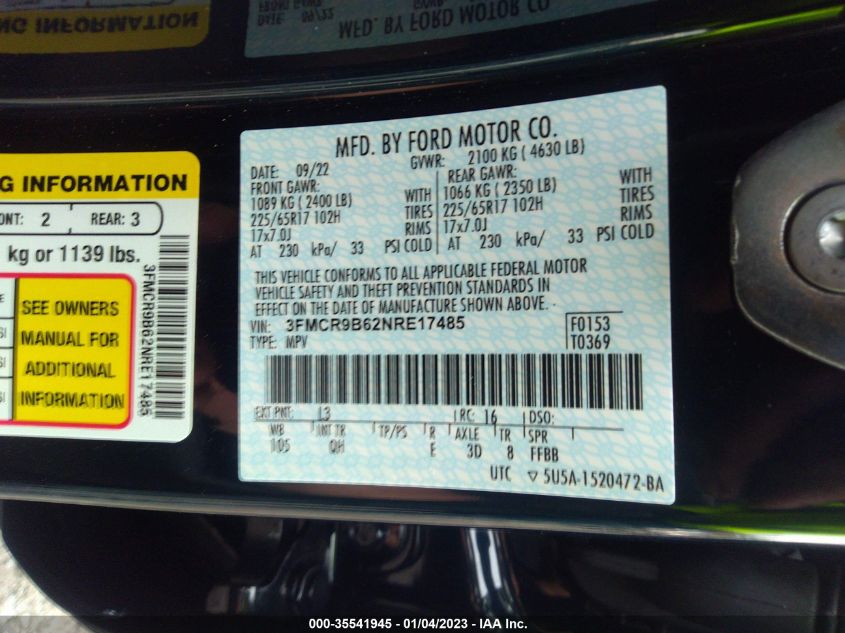 NG INFORMATION
FRONT GAWR
DATE: 09/22
MFD. BY FORD MOTOR CO
G INFORMATION
ONT: 2 REAR: 3
kg or 1139 lbs.
SEE OWNERS
MANUAL FOR
ADDITIONAL
INFORMATION
3FMCR9B62NRE17485
MFD. BY FORD MOTOR CO.
DATE: 09/22 GVWR: 2100 KG ( 4630 LB)
FRONT GAWR: REAR GAWR:
1089 KG ( 2400 LB) WITH 1066 KG ( 2350 LB) WITH
225/65R17 102H TIRES 225/65R17 102H TIRES
17x7.0J RIMS 17x7.0J RIMS
AT 230 kPa/ 33 PSI COLD AT 230 kPa/ 33 PSI COLD
THIS VEHICLE CONFORMS TO ALL APPLICABLE FEDERAL MOTOR
VEHICLE SAFETY AND THEFT PREVENTION STANDARDS IN
EFFECT ON THE DATE OF MANUFACTURE SHOWN ABOVE.
VIN: 3FMCR9B62NRE17485 F0153
TYPE: MPV T0369
EXT PNT: L3 RC: 16 DSO:
WB INT TR TP/PS R AXLE TR SPR
105 QH E 3D 8 FFBB
UTC ▽ 5U5A-1520472-BA
000-35541945 - 01/04/2023 - IAA Inc.